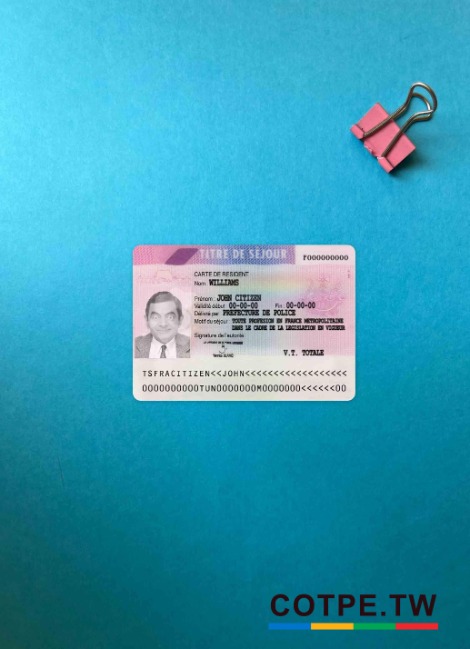 TITRE DE SÉJOUR F000000000
CARTE DE RESIDENT
Nom: WILLIAMS
Prénom: JOHN CITIZEN
Validité début 00-00-00 Fin 00-00-00
Délivré par PREFECTURE DE POLICE
Motif du séjour TOUTE PROFESION EN FRANCE METROPOLITAINE
DANS LE CADRE DE LA LEGISLATION EN VIGUEUR
Signature de l'autorité
V.T. TOTALE
TSFRACITIZEN<<JOHN<<<<<<<<<<<<<<<<<<<
0000000000TUN0000000M0000000<<<<<<00
COTPE.TW